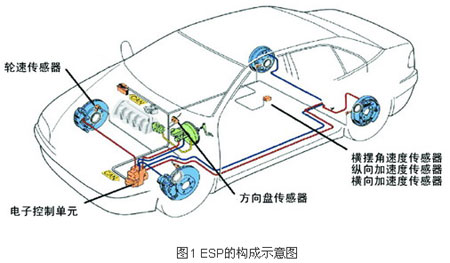 轮速传感器
CAN
横摆角速度传感器
纵向加速度传感器
横向加速度传感器
方向盘传感器
电子控制单元
图1 ESP的构成示意图